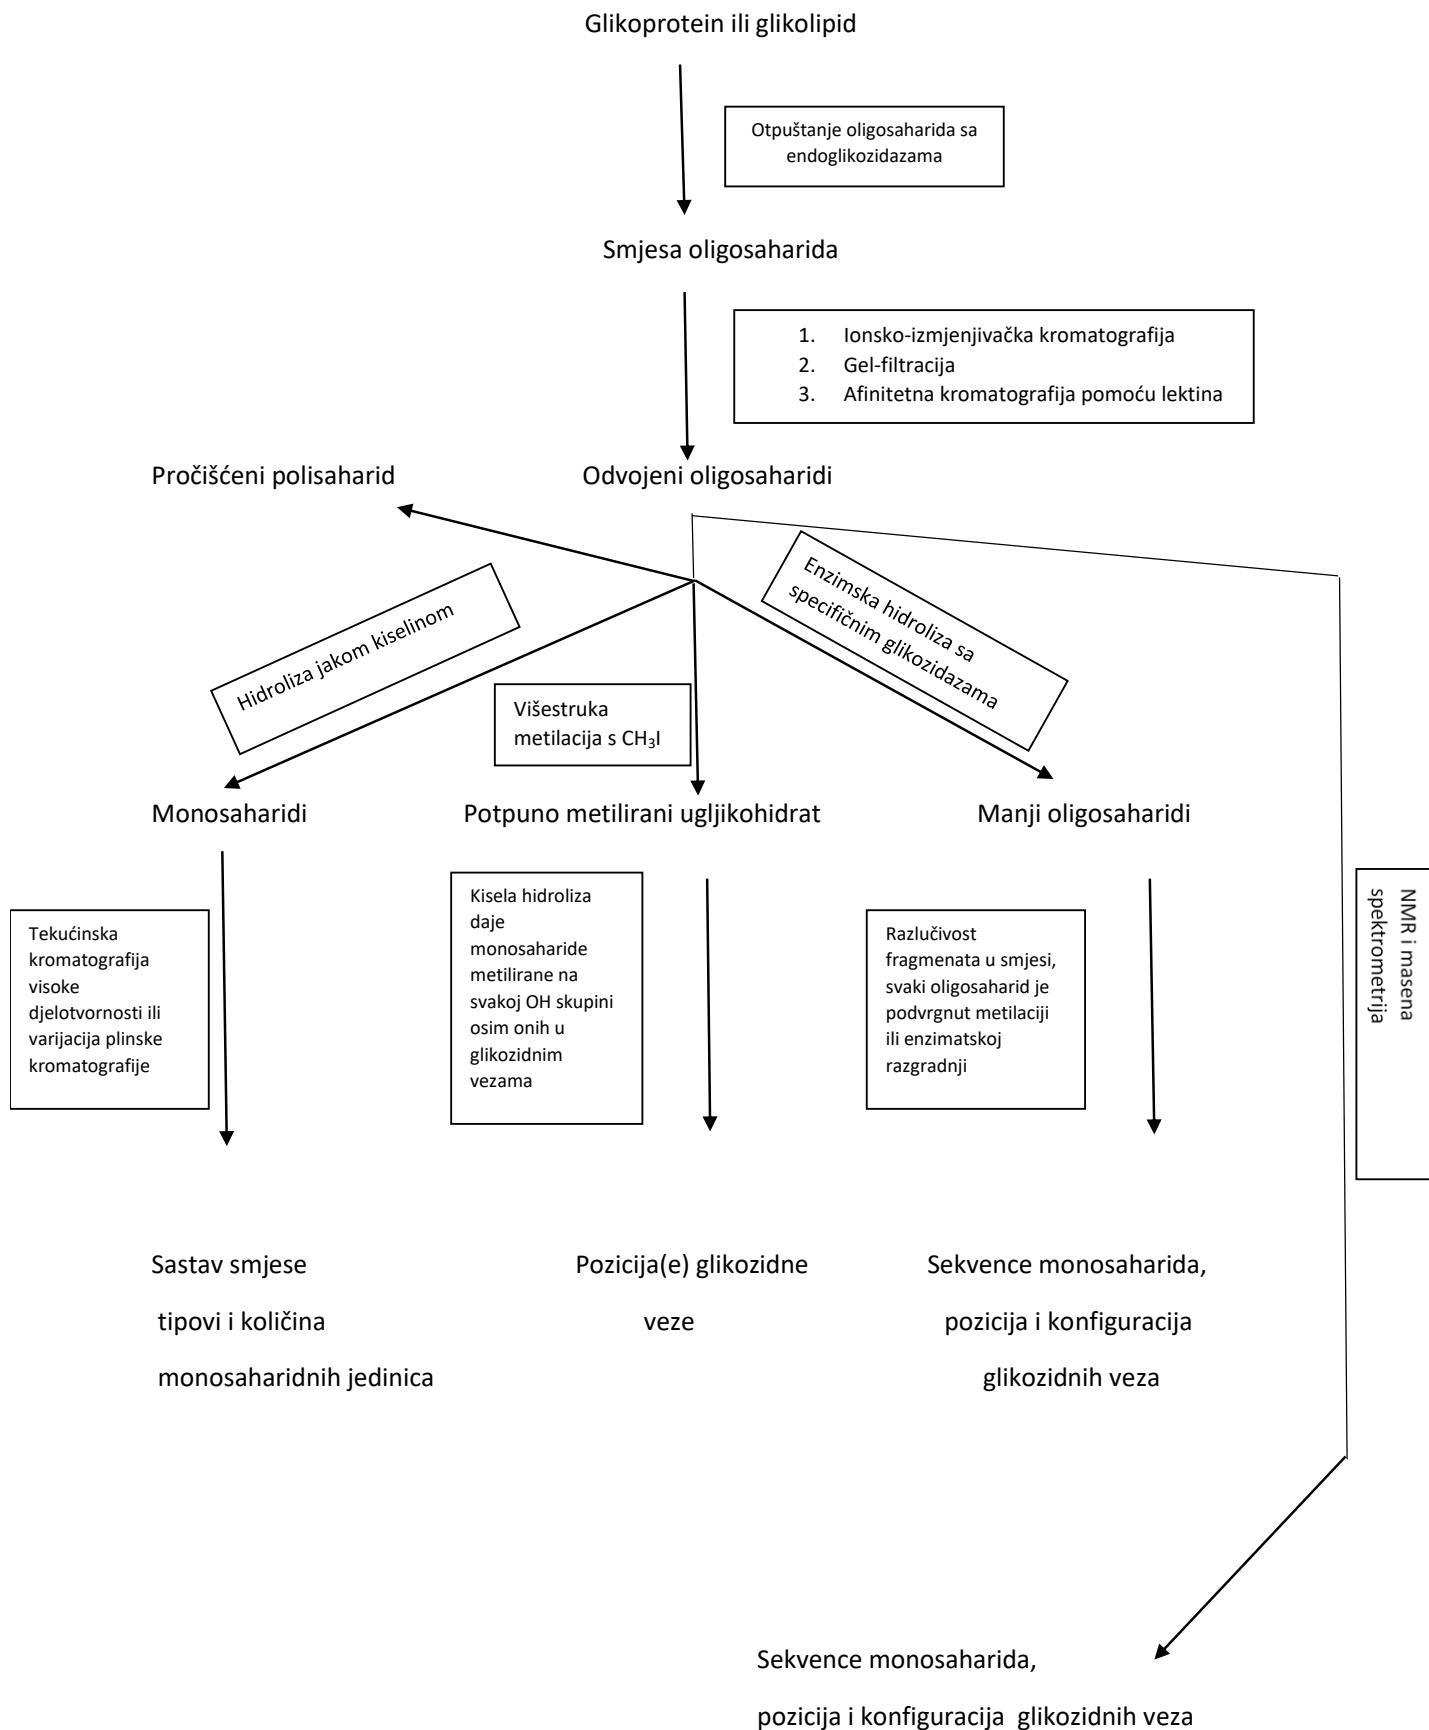 Glikoprotein ili glikolipid
Otpuštanje oligosaharida sa
endoglikozidazama
Smjesa oligosaharida
1. Ionsko-izmjenjivačka kromatografija
2. Gel-filtracija
3. Afinitetna kromatografija pomoću lektina
Pročišćeni polisaharid
Odvojeni oligosaharidi
Hidroliza jakom kiselinom
Višestruka
metilacija s CH₃I
Enzimska hidroliza sa
specifičnim glikozidazama
Monosaharidi
Potpuno metilirani ugljikohidrat
Manji oligosaharidi
Tekućinska
kromatografija
visoke
djelotvornosti ili
varijacija plinske
kromatografije
Kisela hidroliza
daje
monosaharide
metilirane na
svakoj OH skupini
osim onih u
glikozidnim
vezama
Razlučivost
fragmenata u smjesi,
svaki oligosaharid je
podvrgnut metilaciji
ili enzimatskoj
razgradnji
NMR i masena
spektrometrija
Sastav smjese
tipovi i količina
monosaharidnih jedinica
Pozicija(e) glikozidne
veze
Sekvence monosaharida,
pozicija i konfiguracija
glikozidnih veza
Sekvence monosaharida,
pozicija i konfiguracija glikozidnih veza